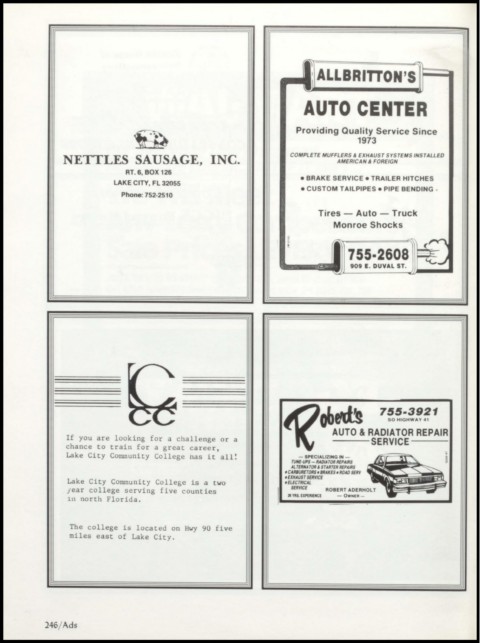 NETTLES SAUSAGE, INC.
RT. 6, BOX 126
LAKE CITY, FL 32055
Phone: 752-2510
ALLBRITTON'S
AUTO CENTER
Providing Quality Service Since
1973
COMPLETE MUFFLERS & EXHAUST SYSTEMS INSTALLED
AMERICAN & FOREIGN
• BRAKE SERVICE • TRAILER HITCHES
• CUSTOM TAILPIPES • PIPE BENDING
Tires — Auto — Truck
Monroe Shocks
755-2608
909 E. DUVAL ST.
LCCC
If you are looking for a challenge or a
chance to train for a great career,
Lake City Community College has it all!
Lake City Community College is a two
year college serving five counties
in north Florida.
The college is located on Hwy 90 five
miles east of Lake City.
Robert's
755-3921
SO HIGHWAY 41
AUTO & RADIATOR REPAIR
SERVICE
— SPECIALIZING IN —
TUNE-UPS — RADIATOR REPAIRS
ALTERNATOR & STARTER REPAIRS
• CARBURETORS • BRAKES • ROAD SERV
• EXHAUST SERVICE
• ELECTRICAL
SERVICE
YRS. EXPERIENCE
ROBERT ADERHOLT
— Owner —
246/Ads